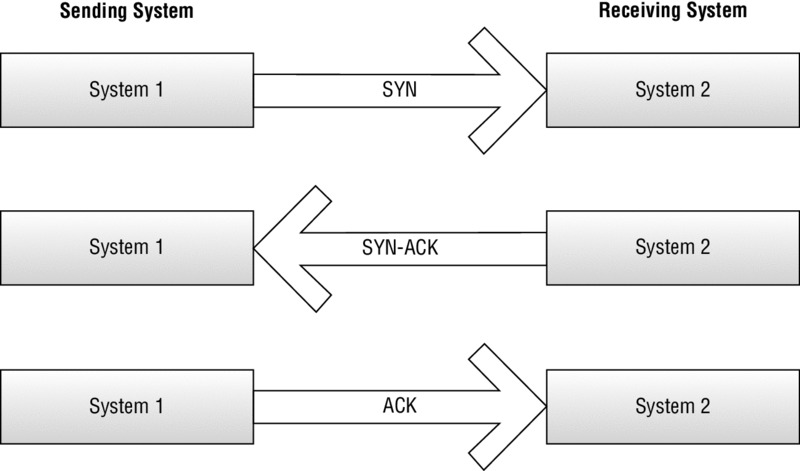 Sending System
Receiving System
System 1
SYN
System 2
System 1
SYN-ACK
System 2
System 1
ACK
System 2